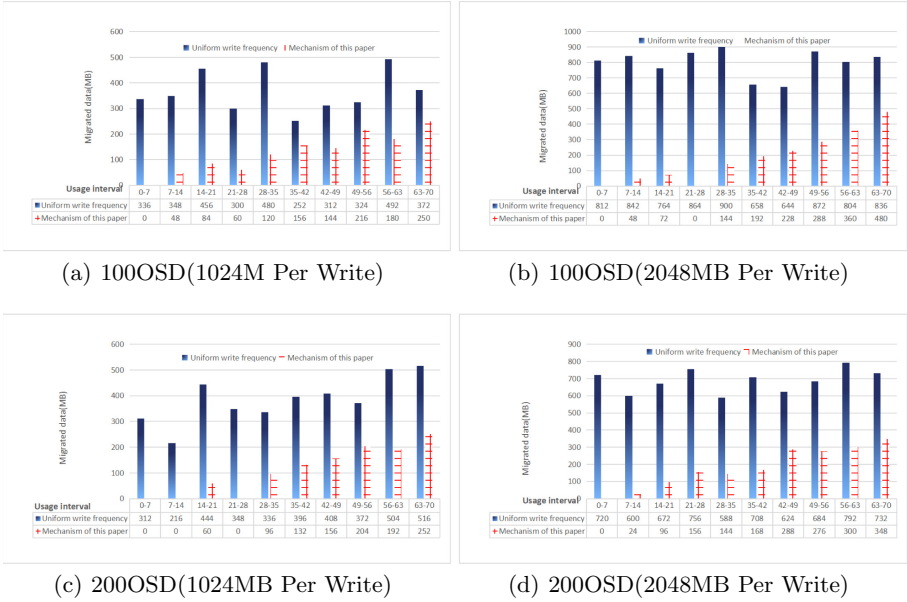 600
500
400
300
200
100
0
Migrated data(MB)
Uniform write frequency Mechanism of this paper
Usage interval 0-7 7-14 14-21 21-28 28-35 35-42 42-49 49-56 56-63 63-70
Uniform write frequency 336 348 456 300 480 252 312 324 492 372
Mechanism of this paper 0 48 84 60 120 156 144 216 180 250
(a) 100OSD(1024M Per Write)
1000
900
800
700
600
500
400
300
200
100
0
Migrated data(MB)
Uniform write frequency Mechanism of this paper
Usage interval 0-7 7-14 14-21 21-28 28-35 35-42 42-49 49-56 56-63 63-70
Uniform write frequency 812 842 764 864 900 658 644 872 804 836
Mechanism of this paper 0 48 72 0 144 192 228 288 360 480
(b) 100OSD(2048MB Per Write)
600
500
400
300
200
100
0
Migrated data(MB)
Uniform write frequency Mechanism of this paper
Usage interval 0-7 7-14 14-21 21-28 28-35 35-42 42-49 49-56 56-63 63-70
Uniform write frequency 312 216 444 348 336 396 408 372 504 516
Mechanism of this paper 0 0 60 0 96 132 156 204 192 252
(c) 200OSD(1024MB Per Write)
900
800
700
600
500
400
300
200
100
0
Migrated data(MB)
Uniform write frequency Mechanism of this paper
Usage interval 0-7 7-14 14-21 21-28 28-35 35-42 42-49 49-56 56-63 63-70
Uniform write frequency 720 600 672 756 588 708 624 684 792 732
Mechanism of this paper 0 24 96 156 144 168 288 276 300 348
(d) 200OSD(2048MB Per Write)